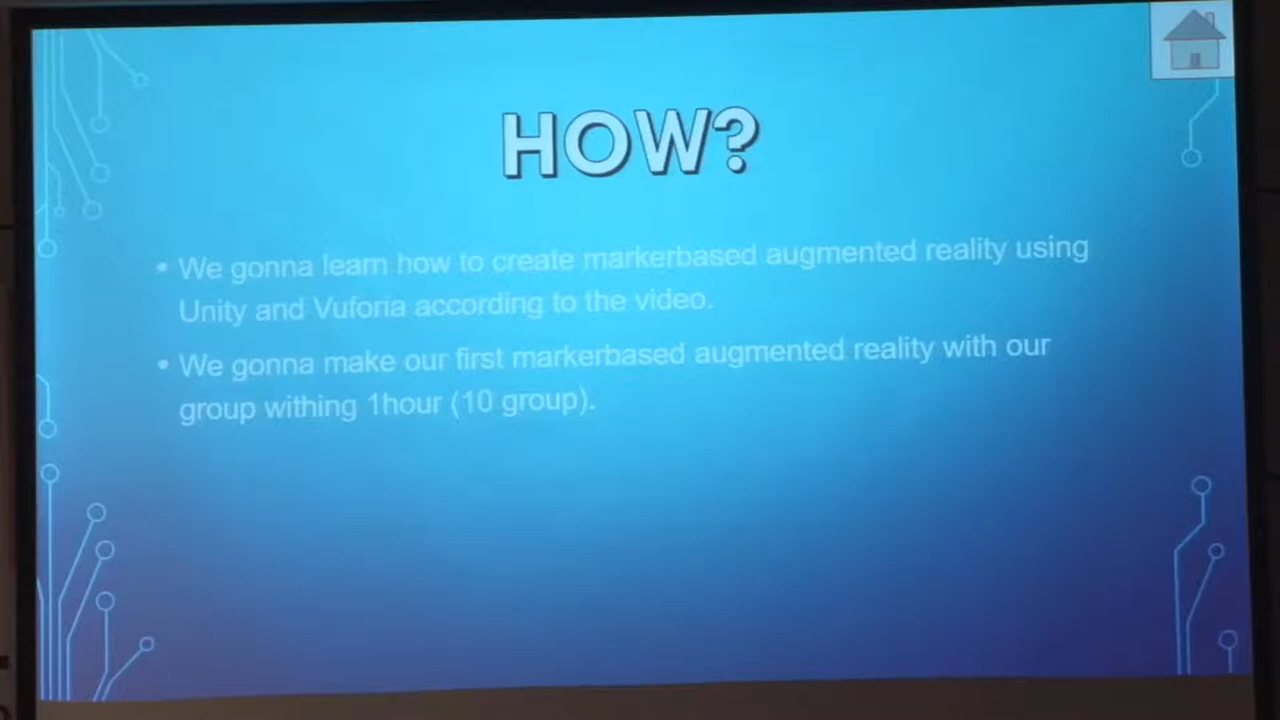 HOW?
• We gonna learn how to create markerbased augmented reality using
Unity and Vuforia according to the video.
• We gonna make our first markerbased augmented reality with our
group withing 1hour (10 group).